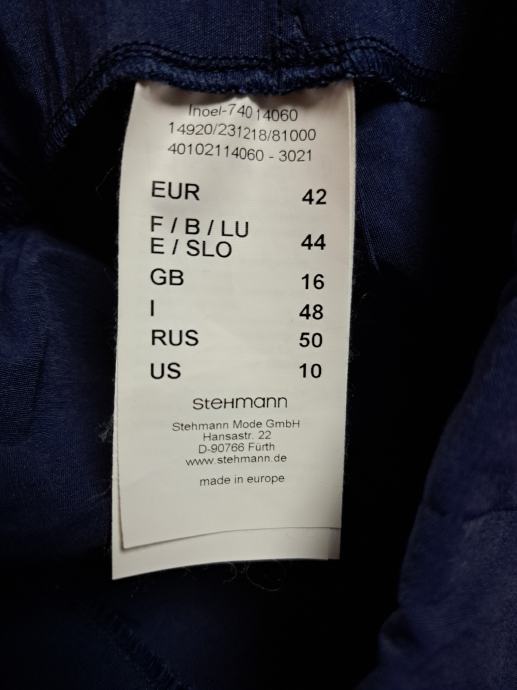 Inoel-74014060
14920/231218/81000
40102114060 - 3021
EUR 42
F / B / LU
E / SLO 44
GB 16
I 48
RUS 50
US 10
stehmann
Stehmann Mode GmbH
Hansastr. 22
D-90766 Fürth
www.stehmann.de
made in europe